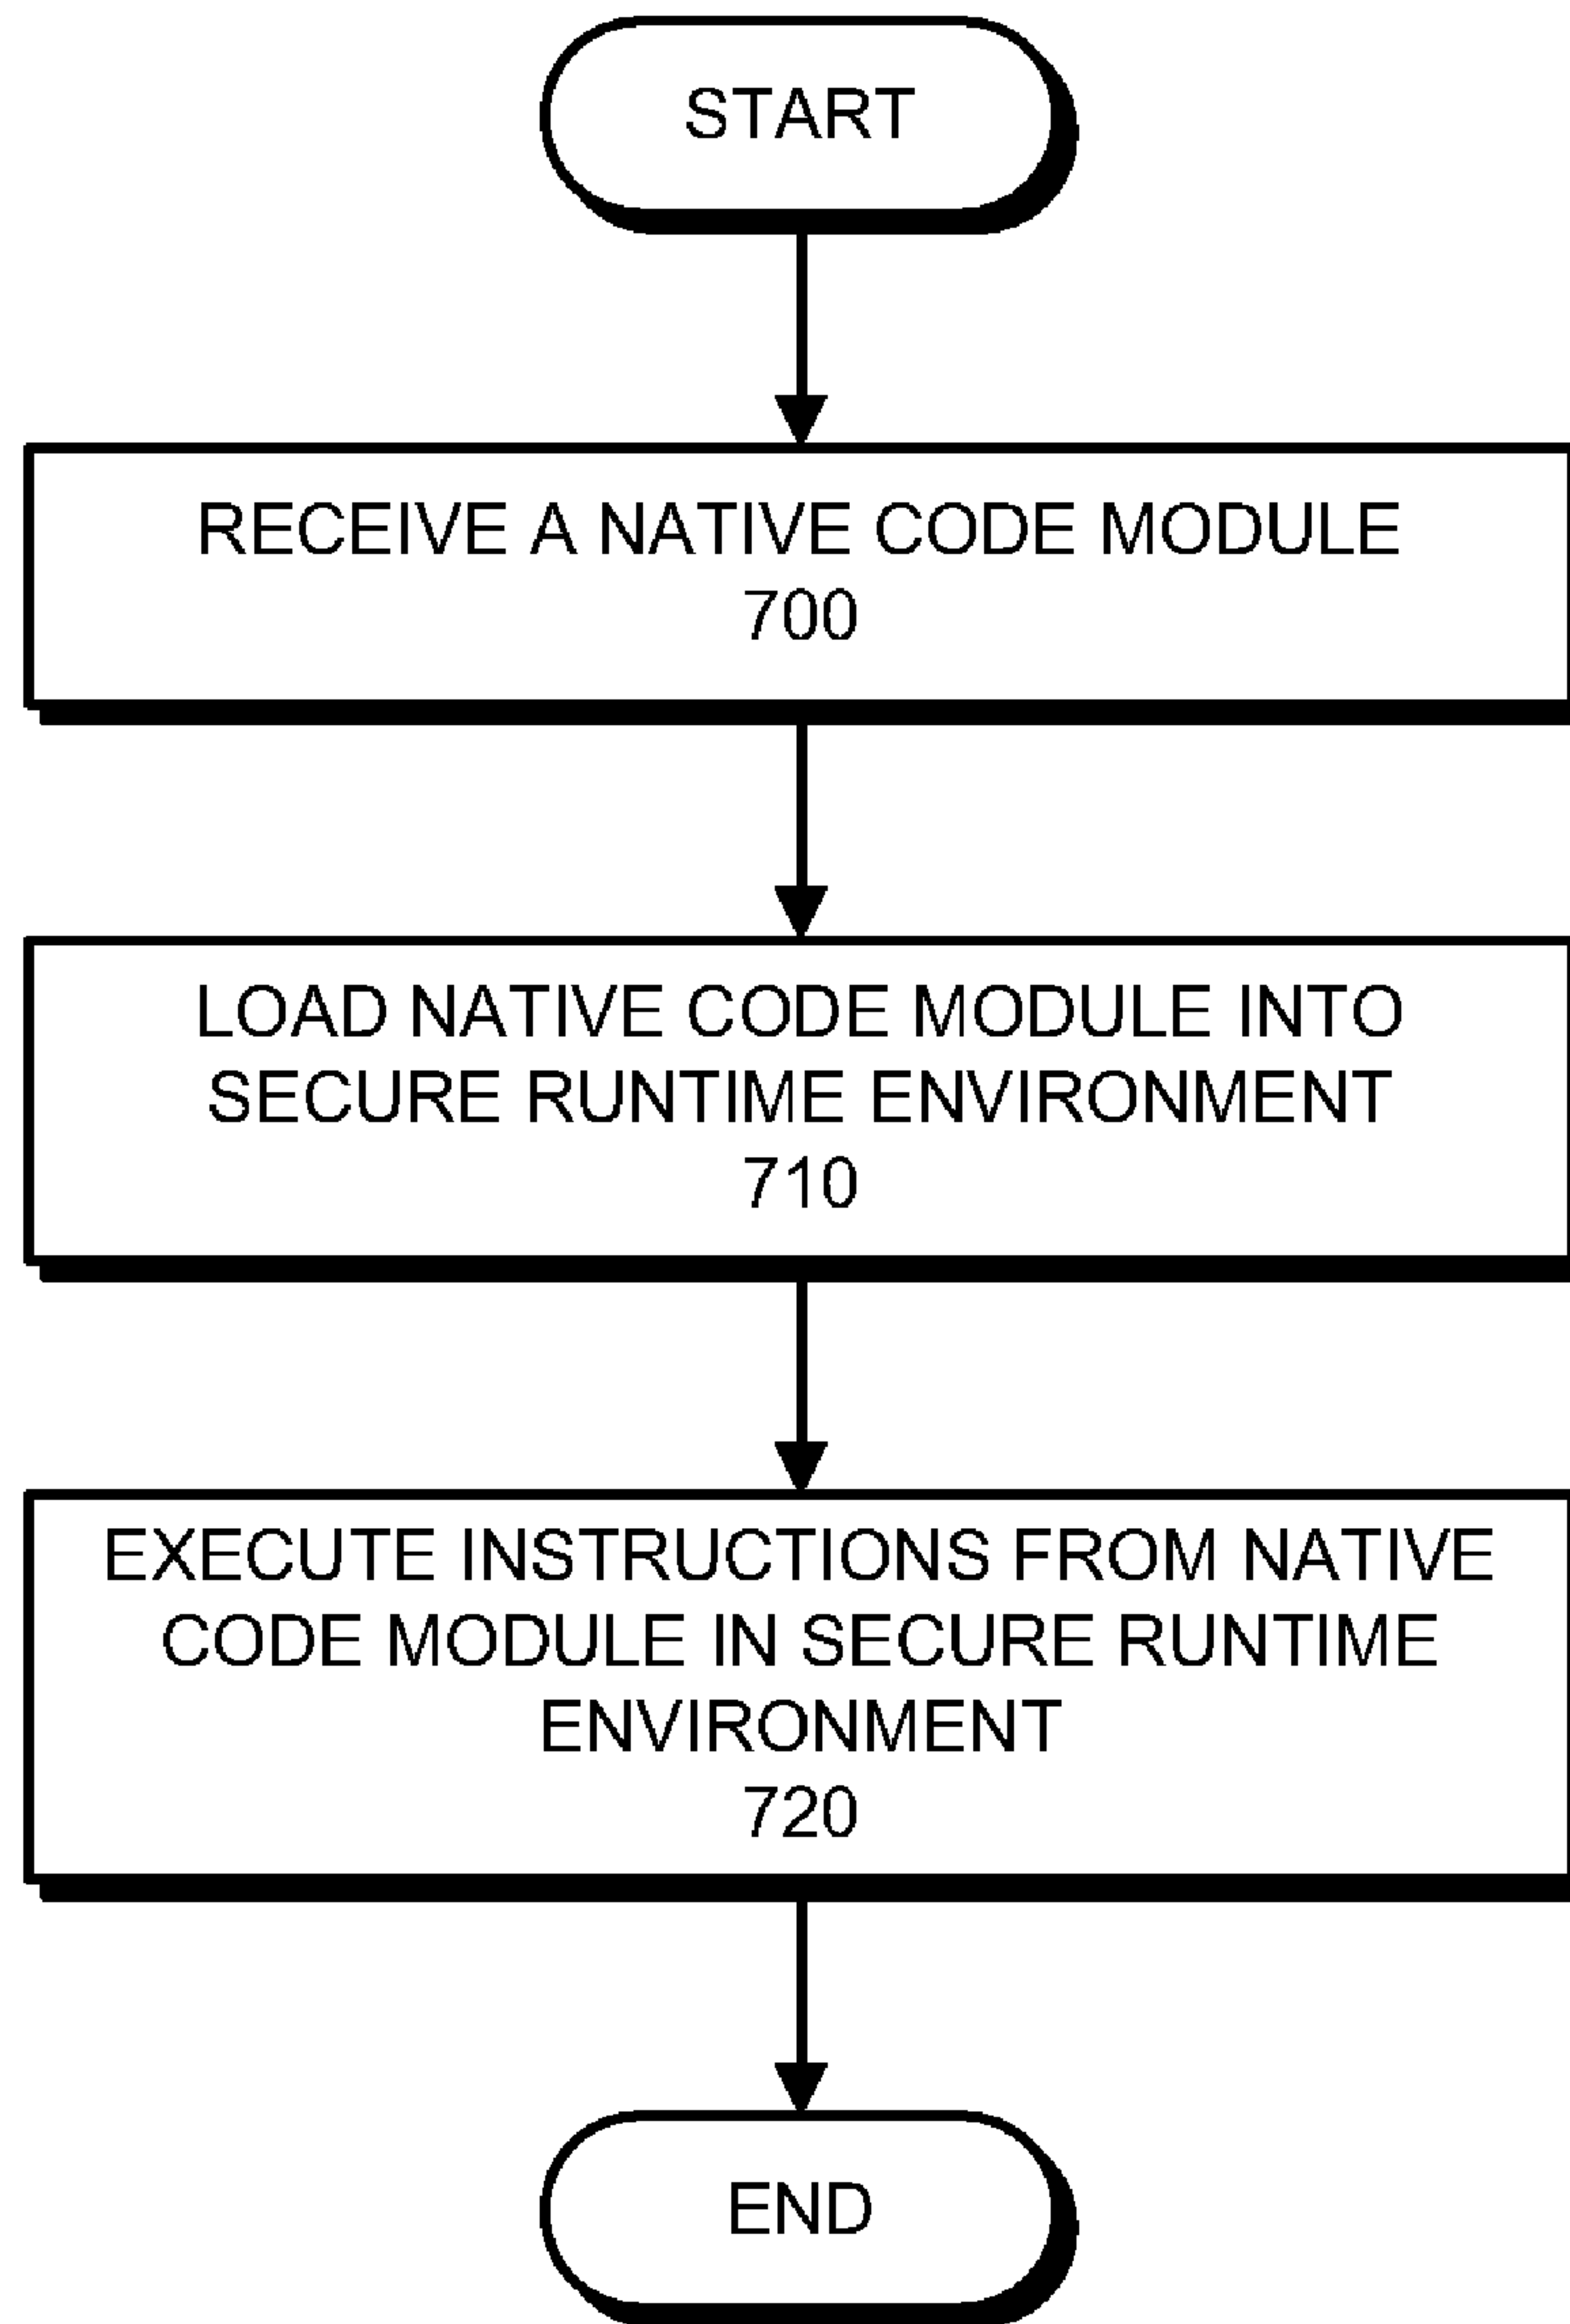 START
RECEIVE A NATIVE CODE MODULE
700
LOAD NATIVE CODE MODULE INTO
SECURE RUNTIME ENVIRONMENT
710
EXECUTE INSTRUCTIONS FROM NATIVE
CODE MODULE IN SECURE RUNTIME
ENVIRONMENT
720
END